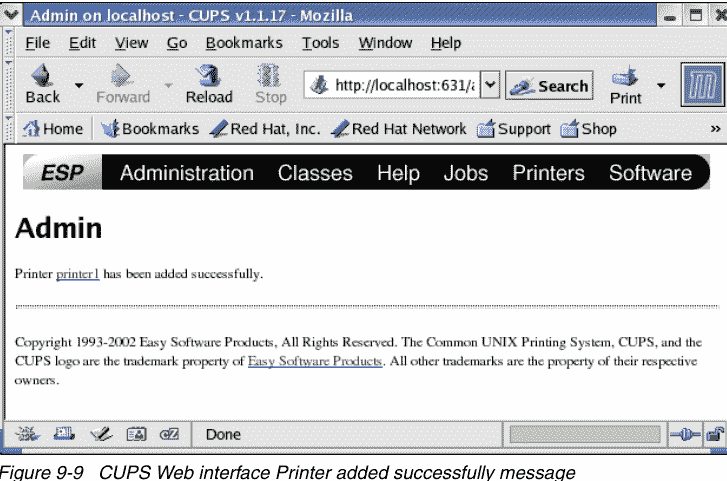 Admin on localhost - CUPS v1.1.17 - Mozilla
File Edit View Go Bookmarks Tools Window Help
Back Forward Reload Stop http://localhost:631/ Search Print
Home Bookmarks Red Hat, Inc. Red Hat Network Support Shop »
ESP Administration Classes Help Jobs Printers Software
Admin
Printer printer1 has been added successfully.
Copyright 1993-2002 Easy Software Products, All Rights Reserved. The Common UNIX Printing System, CUPS, and the
CUPS logo are the trademark property of Easy Software Products. All other trademarks are the property of their respective
owners.
Done
Figure 9-9 CUPS Web interface Printer added successfully message